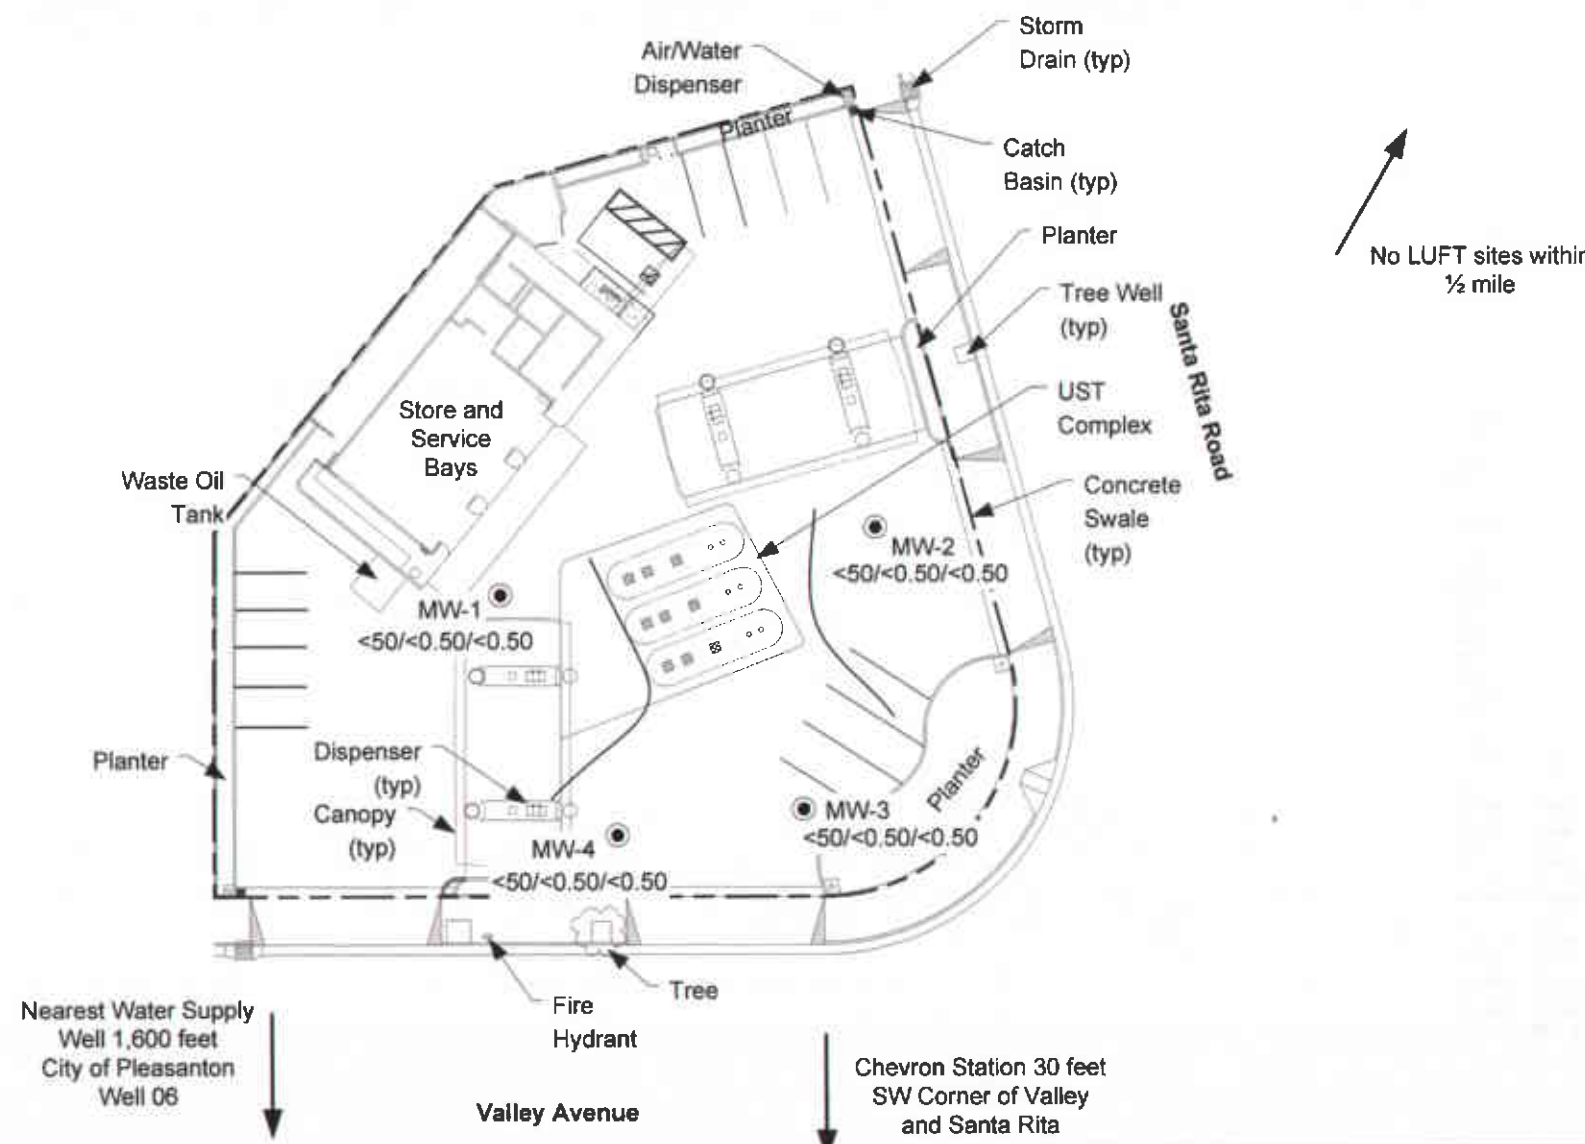 Storm
Drain (typ)
Air/Water
Dispenser
Planter
Catch
Basin (typ)
Planter
No LUFT sites within
½ mile
Tree Well
(typ)
Santa Rita Road
UST
Complex
Store and
Service
Bays
Waste Oil
Tank
Concrete
Swale
(typ)
MW-2
<50/<0.50/<0.50
MW-1
<50/<0.50/<0.50
Planter
Dispenser
(typ)
Canopy
(typ)
Planter
MW-3
<50/<0.50/<0.50
MW-4
<50/<0.50/<0.50
Tree
Fire
Hydrant
Nearest Water Supply
Well 1,600 feet
City of Pleasanton
Well 06
Valley Avenue
Chevron Station 30 feet
SW Corner of Valley
and Santa Rita